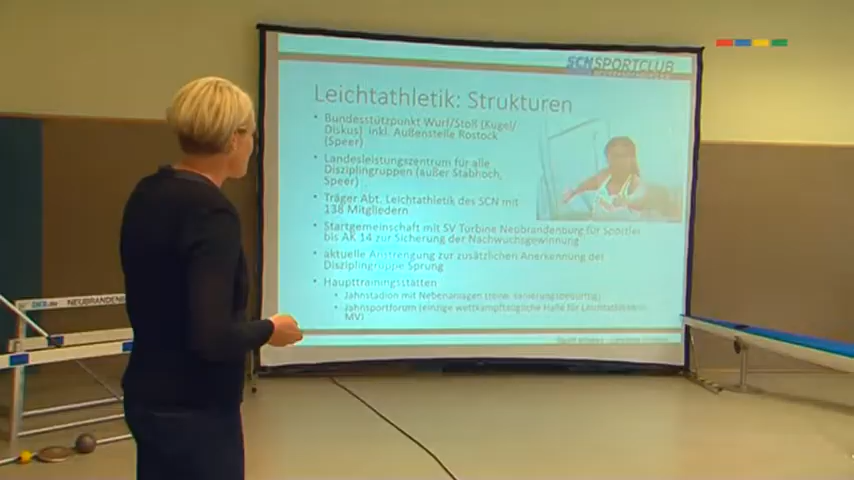 SCN SPORTCLUB
Leichtathletik: Strukturen
• Bundesstützpunkt Wurf/Stoß (Kugel/
Diskus) inkl. Außenstelle Rostock
(Speer)
• Landesleistungszentrum für alle
Disziplingruppen (außer Stabhoch,
Speer)
• Träger Abt. Leichtathletik des SCN mit
138 Mitgliedern
• Startgemeinschaft mit SV Turbine Neubrandenburg für Sportler
bis AK 14 zur Sicherung der Nachwuchsgewinnung
• aktuelle Anstrengung zur zusätzlichen Anerkennung der
Disziplingruppe Sprung
• Haupttrainingsstätten
• Jahnstadion mit Nebenanlagen
• Jahnsportforum (einzige wettkampftaugliche Halle für Leichtathletik in
MV)
NEUBRANDENBURG